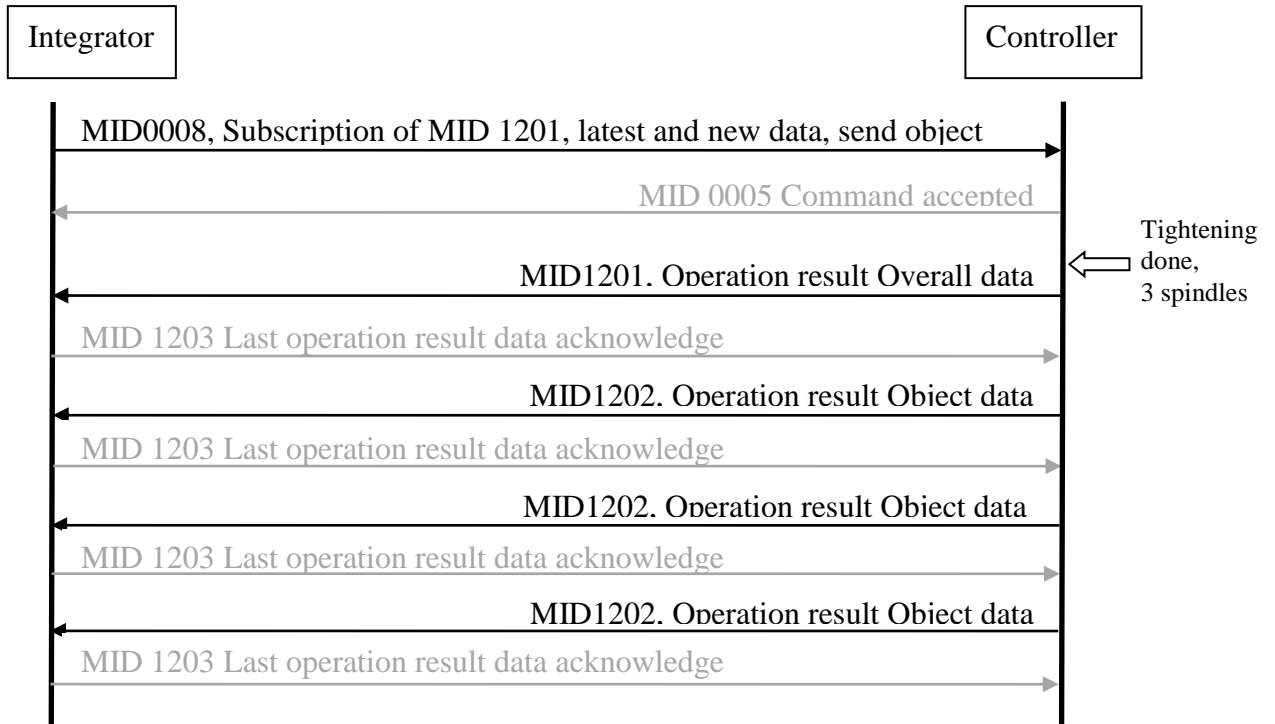 Integrator
Controller
MID0008, Subscription of MID 1201, latest and new data, send object
MID 0005 Command accepted
Tightening
done,
3 spindles
MID1201, Operation result Overall data
MID 1203 Last operation result data acknowledge
MID1202, Operation result Object data
MID 1203 Last operation result data acknowledge
MID1202, Operation result Object data
MID 1203 Last operation result data acknowledge
MID1202, Operation result Object data
MID 1203 Last operation result data acknowledge